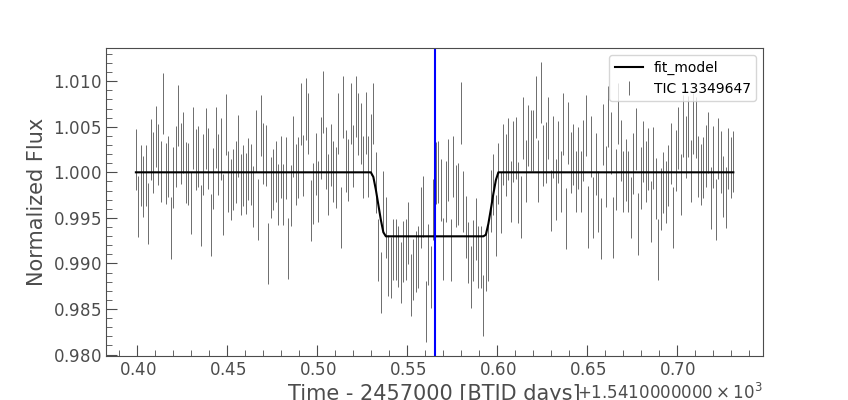 fit_model
TIC 13349647
Normalized Flux
1.010
1.005
1.000
0.995
0.990
0.985
0.980
0.40 0.45 0.50 0.55 0.60 0.65 0.70
Time - 2457000 [BTJD days] +1.5410000000 × 10³